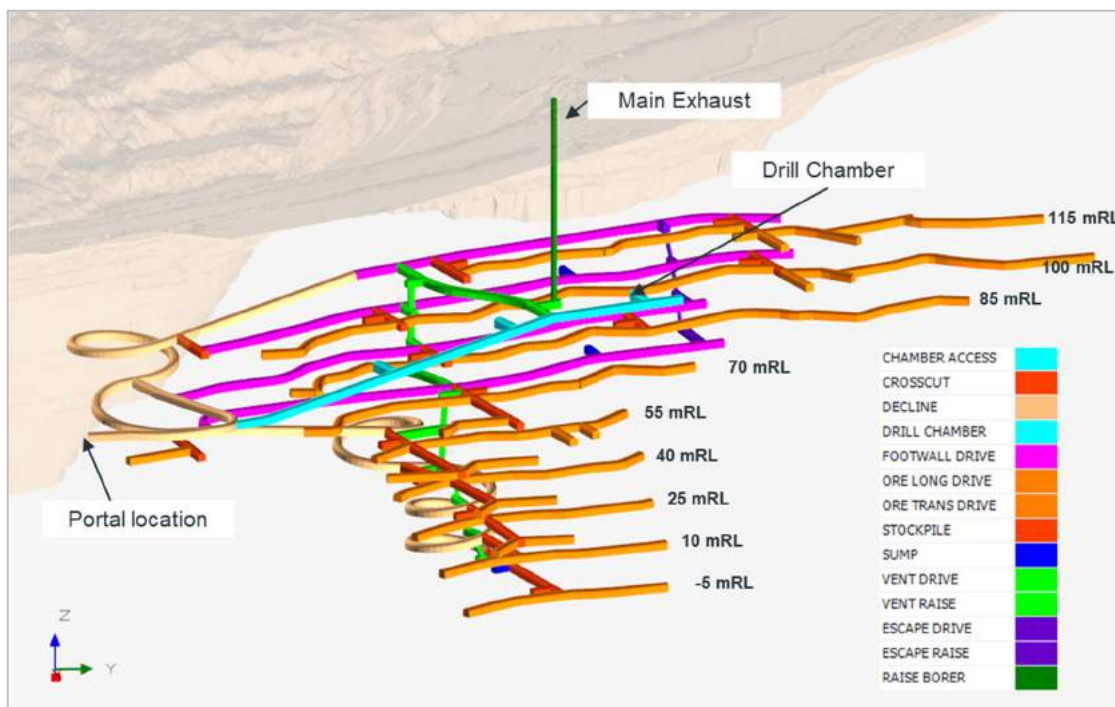 Main Exhaust
Drill Chamber
115 mRL
100 mRL
85 mRL
70 mRL
55 mRL
40 mRL
25 mRL
10 mRL
-5 mRL
Portal location
CHAMBER ACCESS
CROSSCUT
DECLINE
DRILL CHAMBER
FOOTWALL DRIVE
ORE LONG DRIVE
ORE TRANS DRIVE
STOCKPILE
SUMP
VENT DRIVE
VENT RAISE
ESCAPE DRIVE
ESCAPE RAISE
RAISE BORER
Z
Y